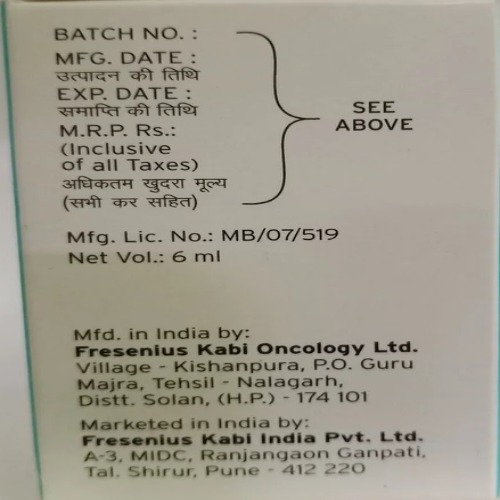 BATCH NO. :
MFG. DATE :
उत्पादन की तिथि
EXP. DATE :
समाप्ति की तिथि
M.R.P. Rs.:
(Inclusive
of all Taxes)
अधिकतम खुदरा मूल्य
(सभी कर सहित)
SEE
ABOVE
Mfg. Lic. No.: MB/07/519
Net Vol.: 6 ml
Mfd. in India by:
Fresenius Kabi Oncology Ltd.
Village - Kishanpura, P.O. Guru
Majra, Tehsil - Nalagarh,
Distt. Solan, (H.P.) - 174 101
Marketed in India by:
Fresenius Kabi India Pvt. Ltd.
A-3, MIDC, Ranjangaon Ganpati,
Tal. Shirur, Pune - 412 220